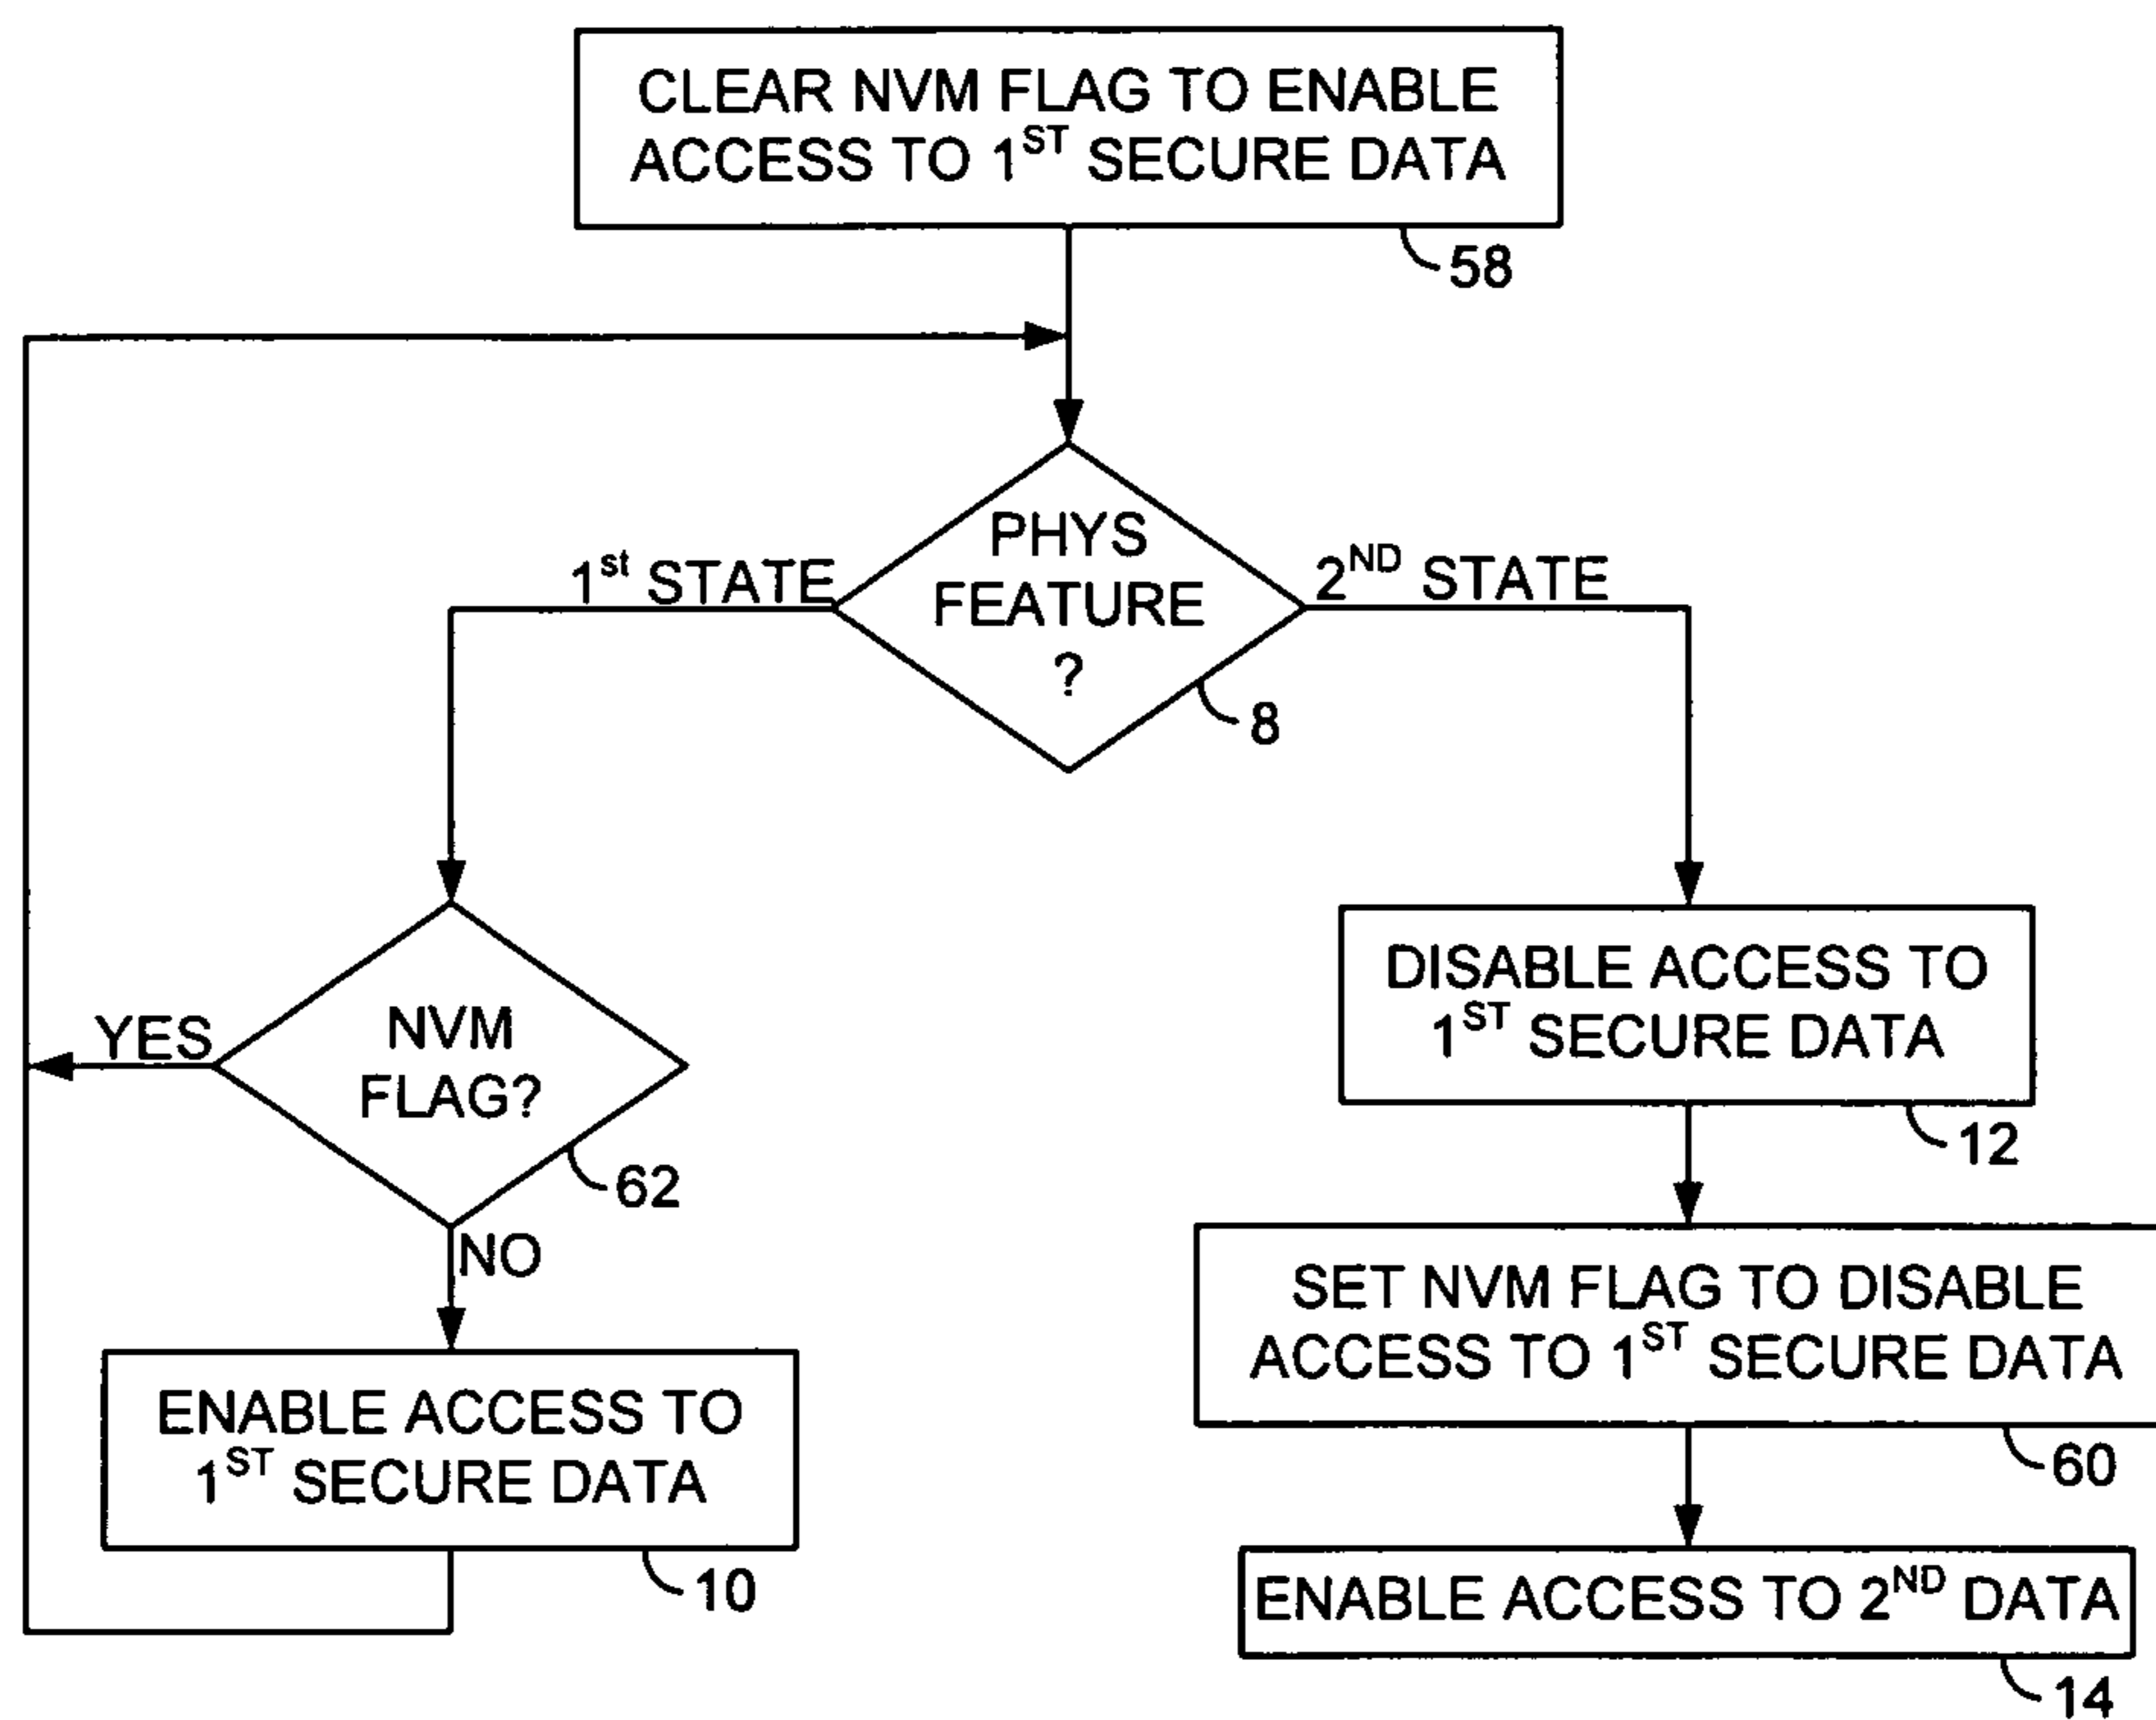 CLEAR NVM FLAG TO ENABLE
ACCESS TO 1ST SECURE DATA
58
PHYS
FEATURE
?
8
1st STATE
2ND STATE
NVM
FLAG?
62
YES
NO
ENABLE ACCESS TO
1ST SECURE DATA
10
DISABLE ACCESS TO
1ST SECURE DATA
12
SET NVM FLAG TO DISABLE
ACCESS TO 1ST SECURE DATA
60
ENABLE ACCESS TO 2ND DATA
14